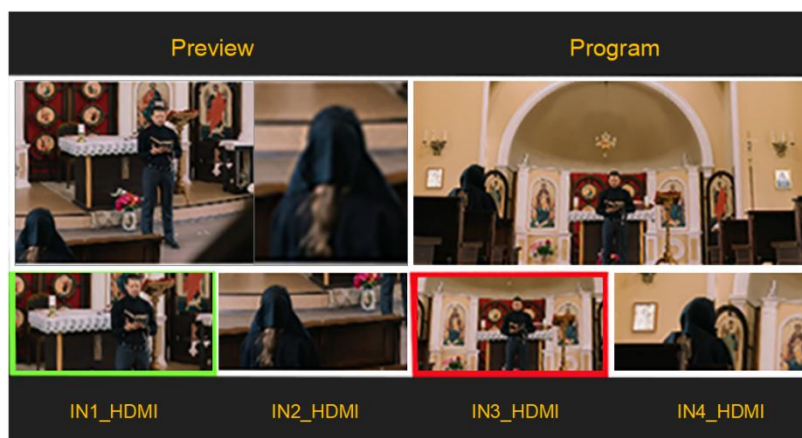 Preview
Program
IN1_HDMI
IN2_HDMI
IN3_HDMI
IN4_HDMI